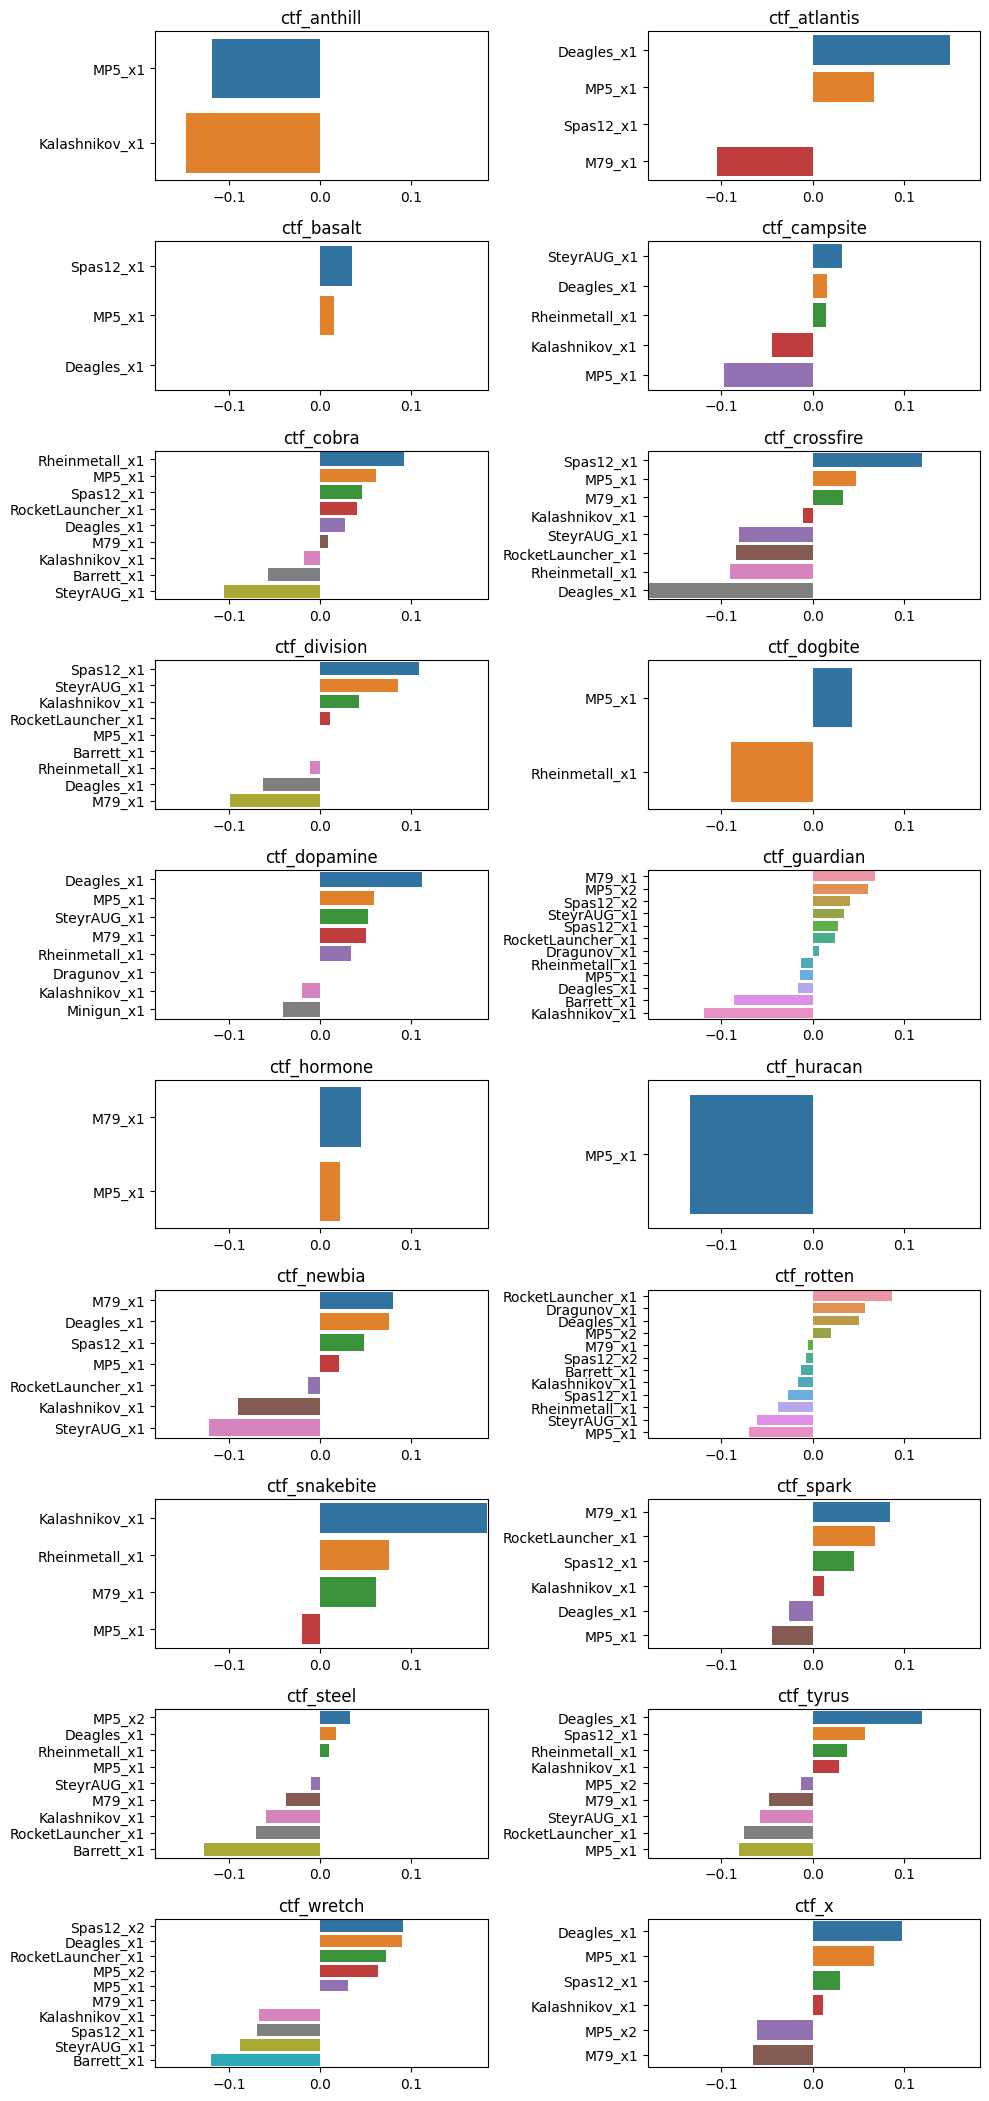 ctf_anthill
MP5_x1
Kalashnikov_x1
−0.1 0.0 0.1
ctf_atlantis
Deagles_x1
MP5_x1
Spas12_x1
M79_x1
−0.1 0.0 0.1
ctf_basalt
Spas12_x1
MP5_x1
Deagles_x1
−0.1 0.0 0.1
ctf_campsite
SteyrAUG_x1
Deagles_x1
Rheinmetall_x1
Kalashnikov_x1
MP5_x1
−0.1 0.0 0.1
ctf_cobra
Rheinmetall_x1
MP5_x1
Spas12_x1
RocketLauncher_x1
Deagles_x1
M79_x1
Kalashnikov_x1
Barrett_x1
SteyrAUG_x1
−0.1 0.0 0.1
ctf_crossfire
Spas12_x1
MP5_x1
M79_x1
Kalashnikov_x1
SteyrAUG_x1
RocketLauncher_x1
Rheinmetall_x1
Deagles_x1
−0.1 0.0 0.1
ctf_division
Spas12_x1
SteyrAUG_x1
Kalashnikov_x1
RocketLauncher_x1
MP5_x1
Barrett_x1
Rheinmetall_x1
Deagles_x1
M79_x1
−0.1 0.0 0.1
ctf_dogbite
MP5_x1
Rheinmetall_x1
−0.1 0.0 0.1
ctf_dopamine
Deagles_x1
MP5_x1
SteyrAUG_x1
M79_x1
Rheinmetall_x1
Dragunov_x1
Kalashnikov_x1
Minigun_x1
−0.1 0.0 0.1
ctf_guardian
M79_x1
MP5_x2
Spas12_x2
SteyrAUG_x1
Spas12_x1
RocketLauncher_x1
Dragunov_x1
Rheinmetall_x1
MP5_x1
Deagles_x1
Barrett_x1
Kalashnikov_x1
−0.1 0.0 0.1
ctf_hormone
M79_x1
MP5_x1
−0.1 0.0 0.1
ctf_huracan
MP5_x1
−0.1 0.0 0.1
ctf_newbia
M79_x1
Deagles_x1
Spas12_x1
MP5_x1
RocketLauncher_x1
Kalashnikov_x1
SteyrAUG_x1
−0.1 0.0 0.1
ctf_rotten
RocketLauncher_x1
Dragunov_x1
Deagles_x1
MP5_x2
M79_x1
Spas12_x2
Barrett_x1
Kalashnikov_x1
Spas12_x1
Rheinmetall_x1
SteyrAUG_x1
MP5_x1
−0.1 0.0 0.1
ctf_snakebite
Kalashnikov_x1
Rheinmetall_x1
M79_x1
MP5_x1
−0.1 0.0 0.1
ctf_spark
M79_x1
RocketLauncher_x1
Spas12_x1
Kalashnikov_x1
Deagles_x1
MP5_x1
−0.1 0.0 0.1
ctf_steel
MP5_x2
Deagles_x1
Rheinmetall_x1
MP5_x1
SteyrAUG_x1
M79_x1
Kalashnikov_x1
RocketLauncher_x1
Barrett_x1
−0.1 0.0 0.1
ctf_tyrus
Deagles_x1
Spas12_x1
Rheinmetall_x1
Kalashnikov_x1
MP5_x2
M79_x1
SteyrAUG_x1
RocketLauncher_x1
MP5_x1
−0.1 0.0 0.1
ctf_wretch
Spas12_x2
Deagles_x1
RocketLauncher_x1
MP5_x2
MP5_x1
M79_x1
Kalashnikov_x1
Spas12_x1
SteyrAUG_x1
Barrett_x1
−0.1 0.0 0.1
ctf_x
Deagles_x1
MP5_x1
Spas12_x1
Kalashnikov_x1
MP5_x2
M79_x1
−0.1 0.0 0.1